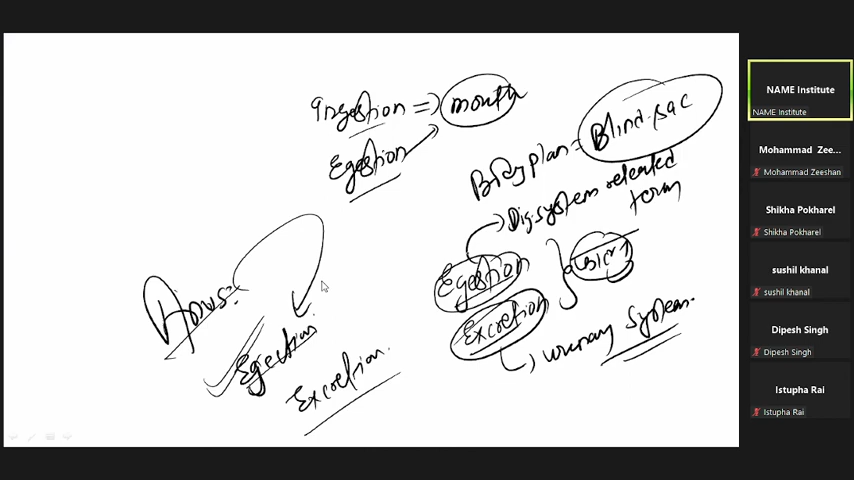 Ingestion => mouth
Egestion
Body plan = Blind-sac
Dig. system related
term
Egestion
Excretion
urinary system.
Anus:
Egestion.
Excretion.
NAME Institute
NAME Institute
Mohammad Zee...
Mohammad Zeeshan
Shikha Pokharel
Shikha Pokharel
sushil khanal
sushil khanal
Dipesh Singh
Dipesh Singh
Istupha Rai
Istupha Rai